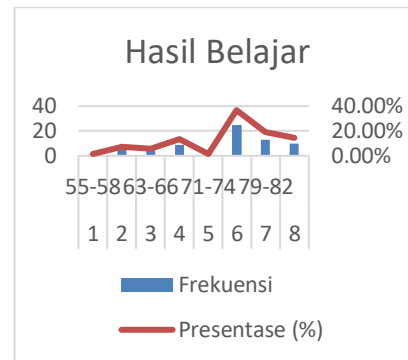 Hasil Belajar
40 40.00%
20 20.00%
0 0.00%
55-58 63-66 71-74 79-82
1 2 3 4 5 6 7 8
Frekuensi
Presentase (%)